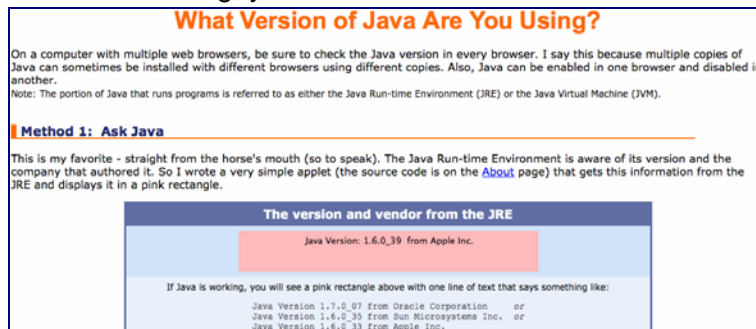 What Version of Java Are You Using?
On a computer with multiple web browsers, be sure to check the Java version in every browser. I say this because multiple copies of
Java can sometimes be installed with different browsers using different copies. Also, Java can be enabled in one browser and disabled in
another.
Note: The portion of Java that runs programs is referred to as either the Java Run-time Environment (JRE) or the Java Virtual Machine (JVM).
Method 1: Ask Java
This is my favorite - straight from the horse's mouth (so to speak). The Java Run-time Environment is aware of its version and the
company that authored it. So I wrote a very simple applet (the source code is on the About page) that gets this information from the
JRE and displays it in a pink rectangle.
The version and vendor from the JRE
Java Version: 1.6.0_39 from Apple Inc.
If Java is working, you will see a pink rectangle above with one line of text that says something like:
Java Version 1.7.0_07 from Oracle Corporation or
Java Version 1.6.0_35 from Sun Microsystems Inc. or
Java Version 1.6.0_33 from Apple Inc.